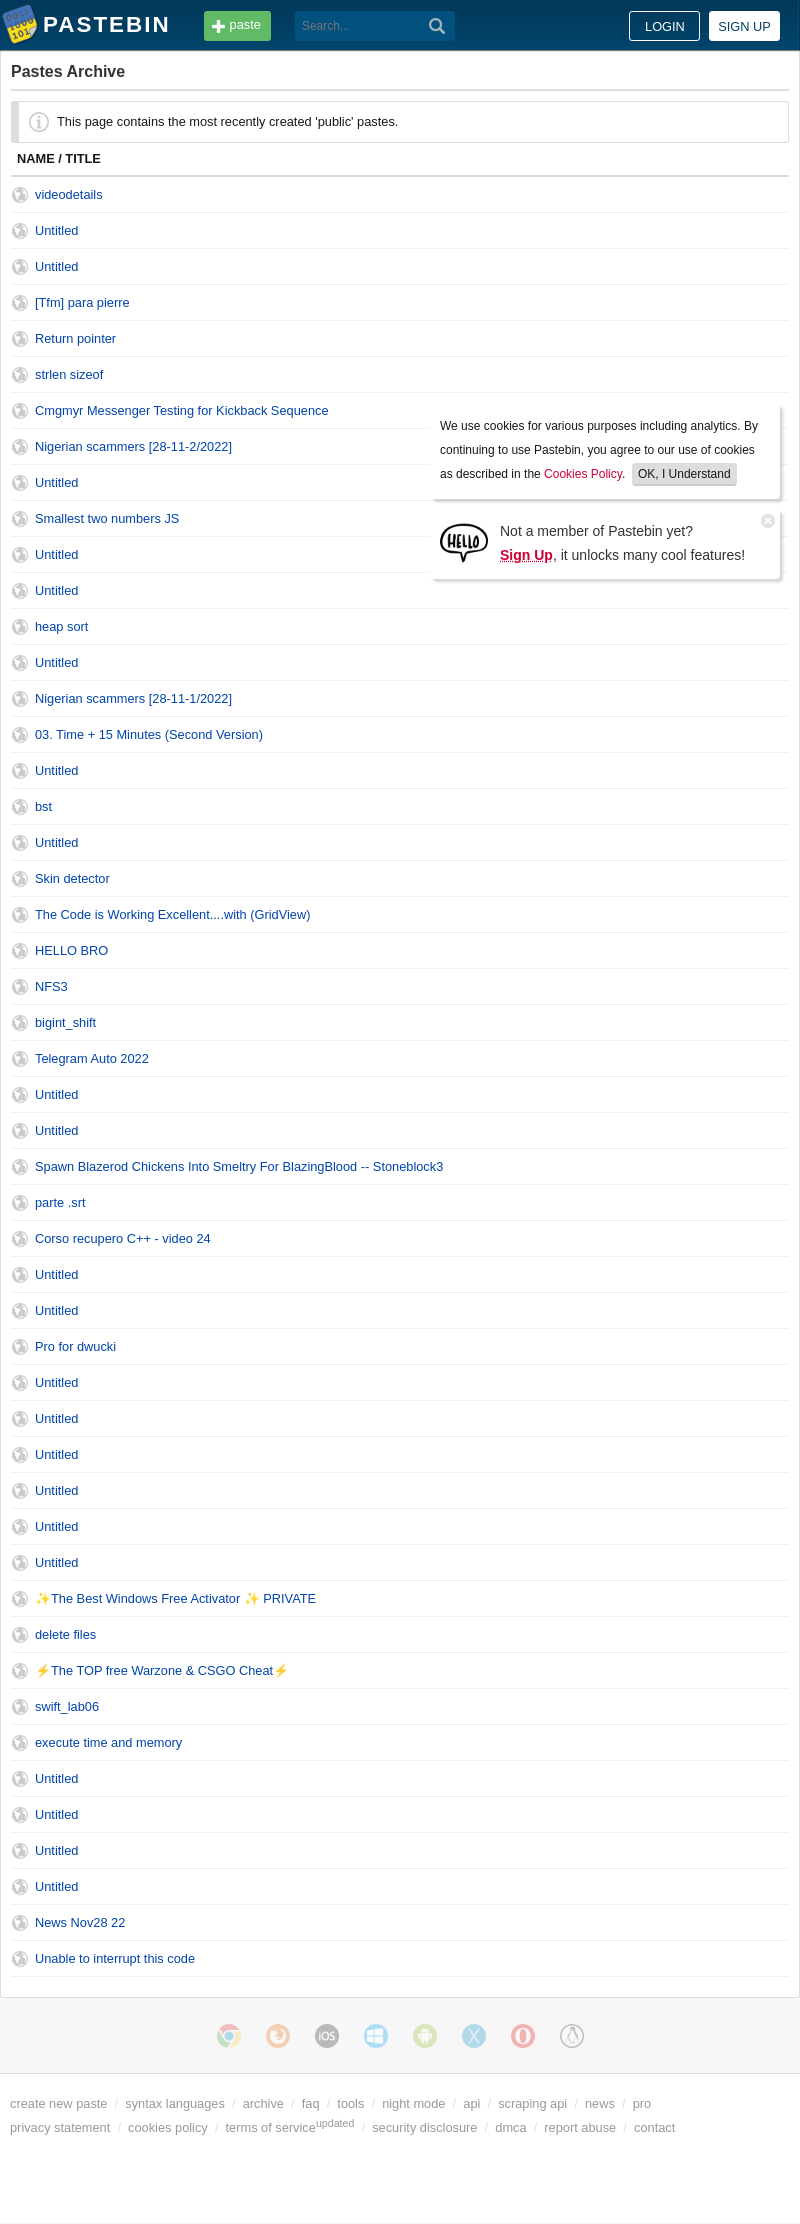 PASTEBIN
paste
Search...
LOGIN
SIGN UP
Pastes Archive
This page contains the most recently created 'public' pastes.
NAME / TITLE
videodetails
Untitled
Untitled
[Tfm] para pierre
Return pointer
strlen sizeof
Cmgmyr Messenger Testing for Kickback Sequence
We use cookies for various purposes including analytics. By
continuing to use Pastebin, you agree to our use of cookies
as described in the Cookies Policy. OK, I Understand
Nigerian scammers [28-11-2/2022]
Untitled
Smallest two numbers JS
HELLO
Not a member of Pastebin yet?
Sign Up, it unlocks many cool features!
Untitled
Untitled
heap sort
Untitled
Nigerian scammers [28-11-1/2022]
03. Time + 15 Minutes (Second Version)
Untitled
bst
Untitled
Skin detector
The Code is Working Excellent....with (GridView)
HELLO BRO
NFS3
bigint_shift
Telegram Auto 2022
Untitled
Untitled
Spawn Blazerod Chickens Into Smeltry For BlazingBlood -- Stoneblock3
parte .srt
Corso recupero C++ - video 24
Untitled
Untitled
Pro for dwucki
Untitled
Untitled
Untitled
Untitled
Untitled
Untitled
✨The Best Windows Free Activator ✨ PRIVATE
delete files
⚡The TOP free Warzone & CSGO Cheat⚡
swift_lab06
execute time and memory
Untitled
Untitled
Untitled
Untitled
News Nov28 22
Unable to interrupt this code
iOS
create new paste / syntax languages / archive / faq / tools / night mode / api / scraping api / news / pro
privacy statement / cookies policy / terms of serviceupdated / security disclosure / dmca / report abuse / contact